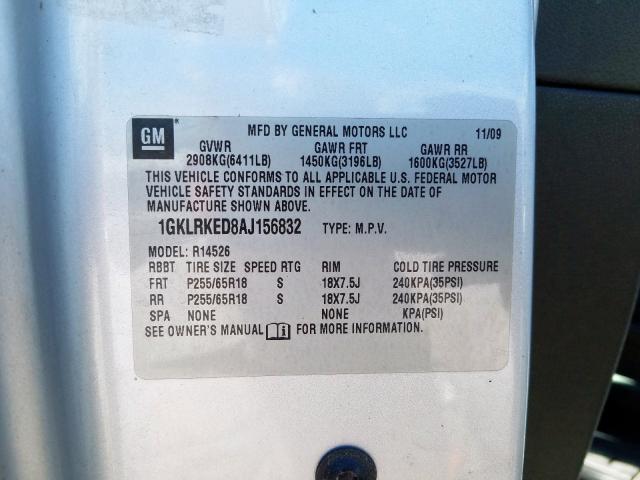 GM MFD BY GENERAL MOTORS LLC 11/09
GVWR GAWR FRT GAWR RR
2908KG(6411LB) 1450KG(3196LB) 1600KG(3527LB)
THIS VEHICLE CONFORMS TO ALL APPLICABLE U.S. FEDERAL MOTOR
VEHICLE SAFETY STANDARDS IN EFFECT ON THE DATE OF
MANUFACTURE SHOWN ABOVE.
1GKLRKED8AJ156832 TYPE: M.P.V.
MODEL: R14526
RBBT TIRE SIZE SPEED RTG RIM COLD TIRE PRESSURE
FRT P255/65R18 S 18X7.5J 240KPA(35PSI)
RR P255/65R18 S 18X7.5J 240KPA(35PSI)
SPA NONE NONE KPA(PSI)
SEE OWNER'S MANUAL i FOR MORE INFORMATION.